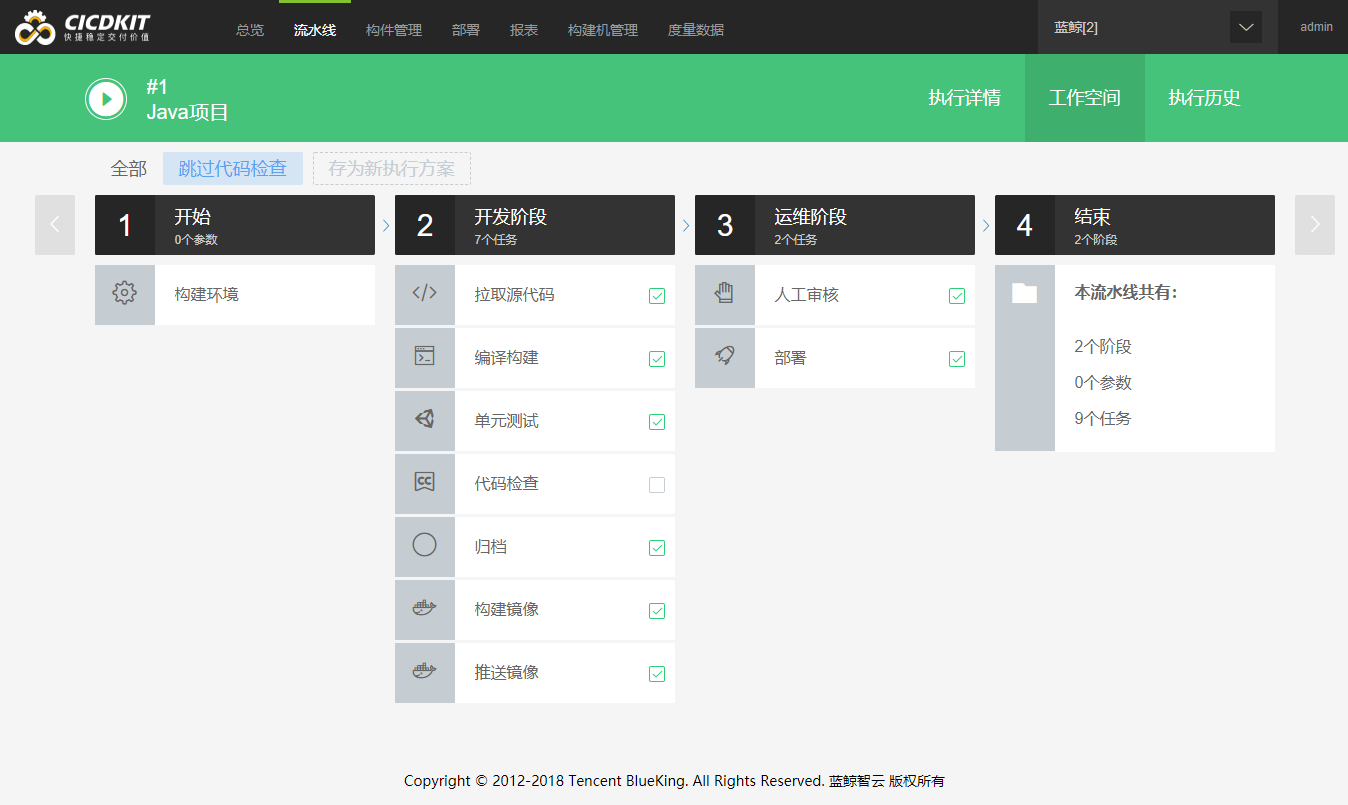 CICDKIT
快捷稳定交付价值
总览
流水线
构件管理
部署
报表
构建机管理
度量数据
蓝鲸[2]
admin
#1
Java项目
执行详情
工作空间
执行历史
全部
跳过代码检查
存为新执行方案
1
开始
0个参数
2
开发阶段
7个任务
3
运维阶段
2个任务
4
结束
2个阶段
构建环境
拉取源代码
编译构建
单元测试
代码检查
归档
构建镜像
推送镜像
人工审核
部署
本流水线共有：
2个阶段
0个参数
9个任务
Copyright © 2012-2018 Tencent BlueKing. All Rights Reserved. 蓝鲸智云 版权所有